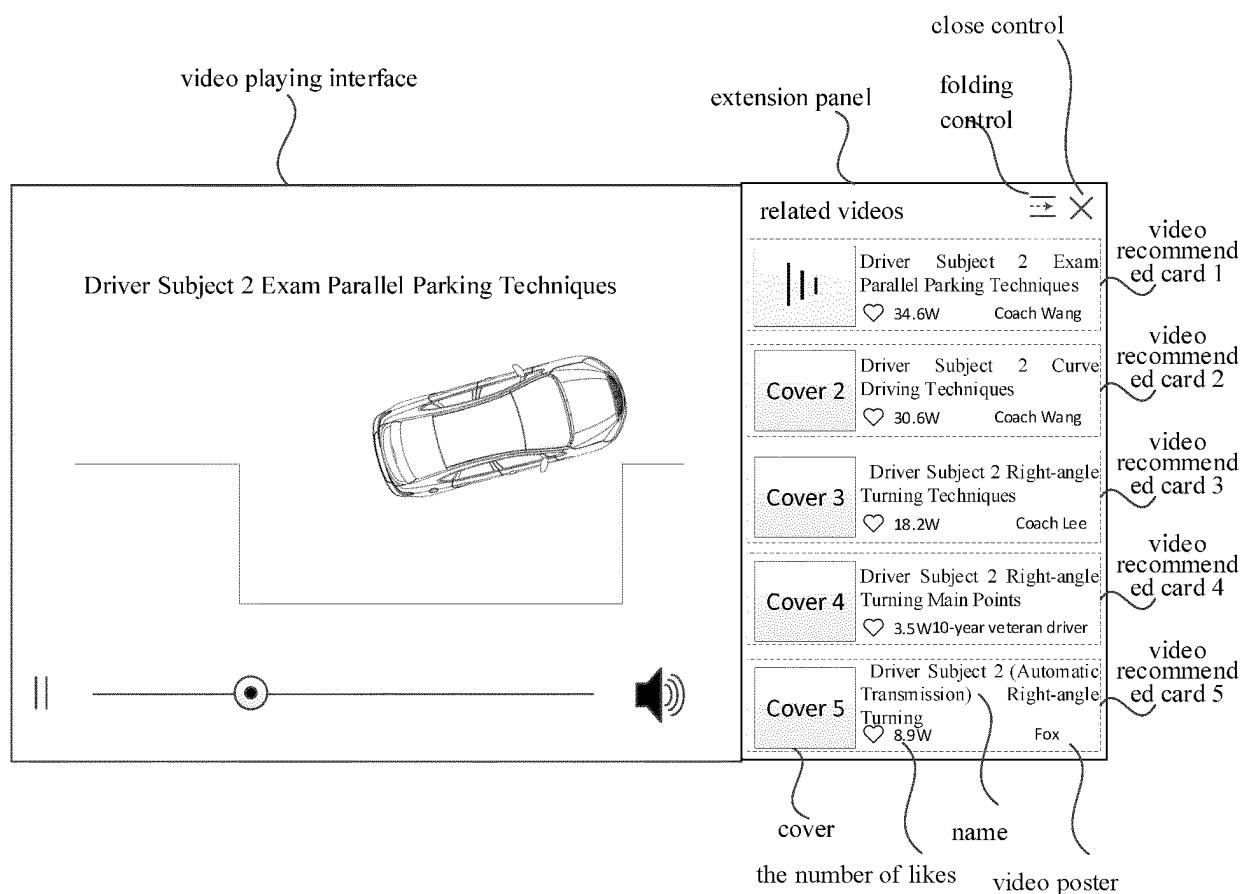 close control
video playing interface
extension panel
folding
control
related videos
Driver Subject 2 Exam Parallel Parking Techniques
Driver Subject 2 Exam
Parallel Parking Techniques
34.6W Coach Wang
video
recommend
ed card 1
Cover 2
Driver Subject 2 Curve
Driving Techniques
30.6W Coach Wang
video
recommend
ed card 2
Cover 3
Driver Subject 2 Right-angle
Turning Techniques
18.2W Coach Lee
video
recommend
ed card 3
Cover 4
Driver Subject 2 Right-angle
Turning Main Points
3.5W 10-year veteran driver
video
recommend
ed card 4
Cover 5
Driver Subject 2 (Automatic
Transmission) Right-angle
Turning
8.9W Fox
video
recommend
ed card 5
cover
name
the number of likes
video poster